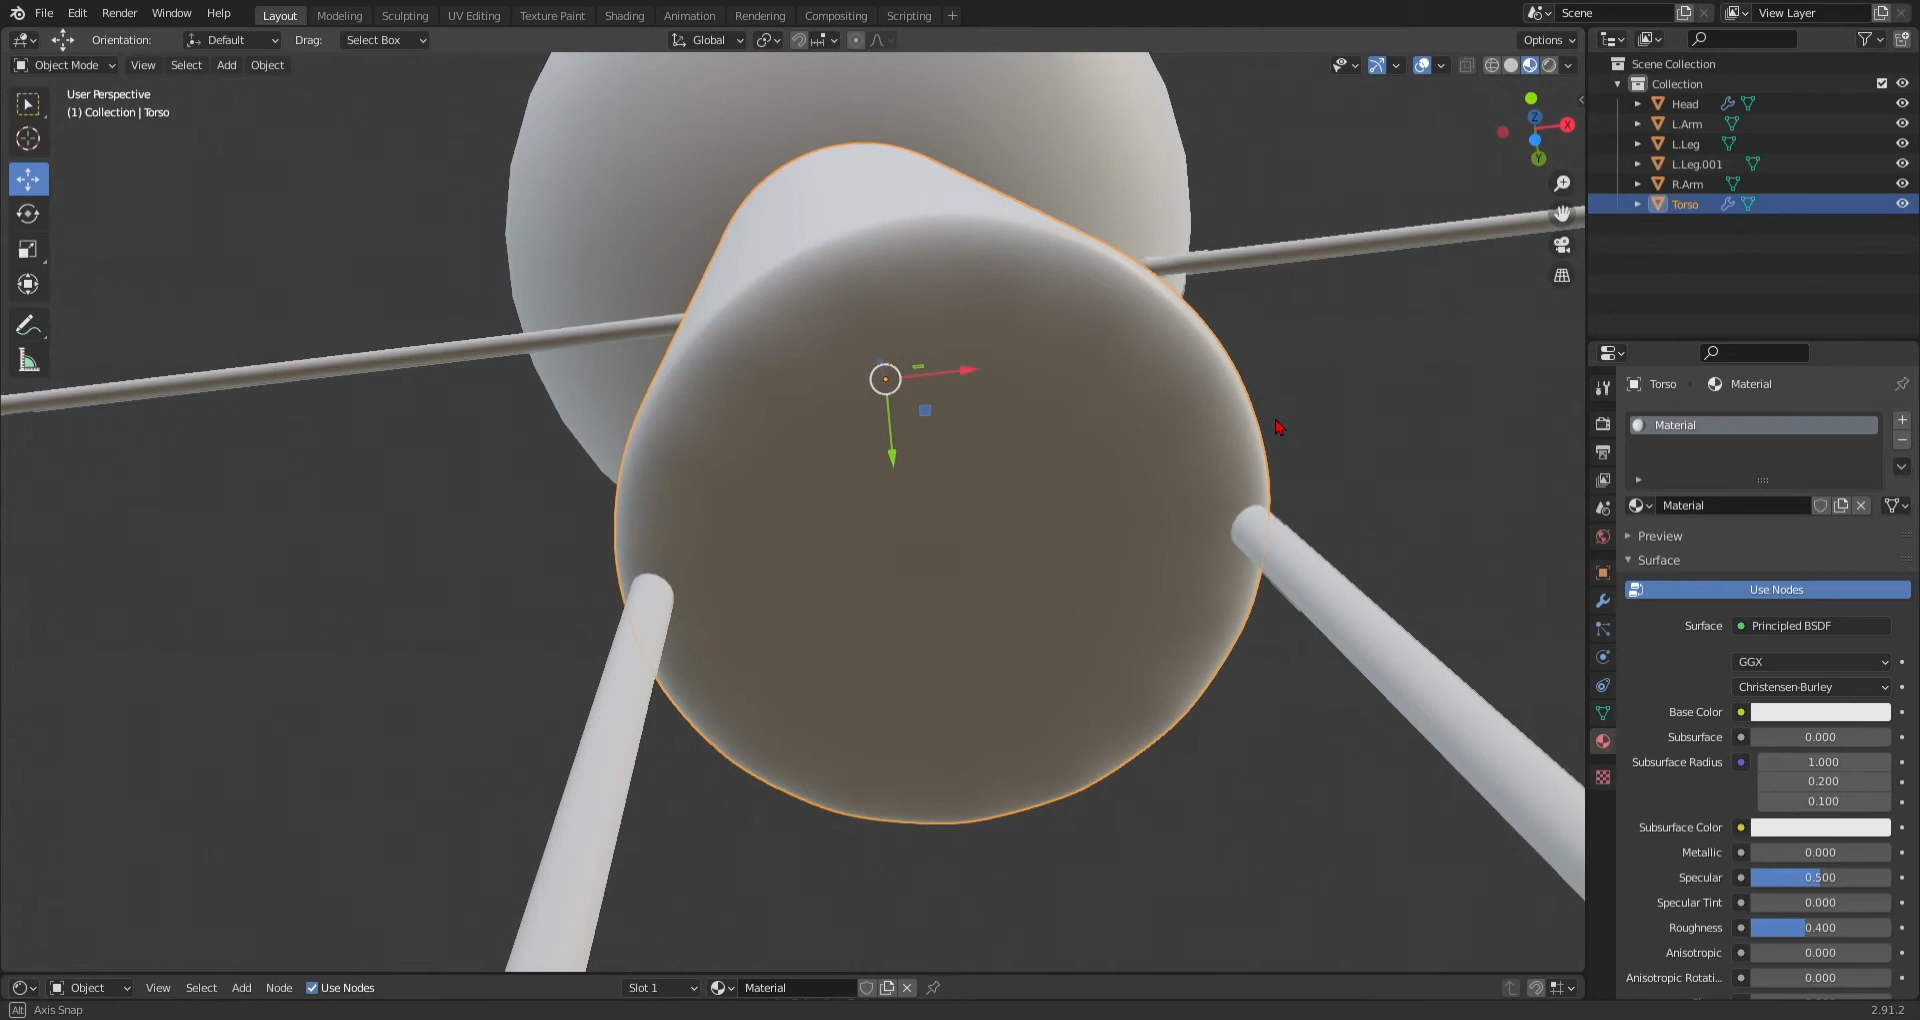 File Edit Render Window Help Layout Modeling Sculpting UV Editing Texture Paint Shading Animation Rendering Compositing Scripting + Scene View Layer
Orientation: Default Drag: Select Box Global Options
Object Mode View Select Add Object
User Perspective
(1) Collection | Torso
Z
X
Y
Scene Collection
Collection
Head
L.Arm
L.Leg
L.Leg.001
R.Arm
Torso
Torso Material
Material
Material
Preview
Surface
Use Nodes
Surface Principled BSDF
GGX
Christensen-Burley
Base Color
Subsurface 0.000
Subsurface Radius 1.000
0.200
0.100
Subsurface Color
Metallic 0.000
Specular 0.500
Specular Tint 0.000
Roughness 0.400
Anisotropic 0.000
Anisotropic Rotati... 0.000
Object View Select Add Node Use Nodes Slot 1 Material
Alt Axis Snap 2.91.2